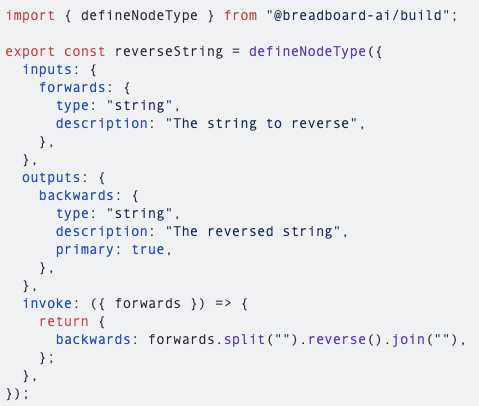 import { defineNodeType } from "@breadboard-ai/build";

export const reverseString = defineNodeType({
  inputs: {
    forwards: {
      type: "string",
      description: "The string to reverse",
    },
  },
  outputs: {
    backwards: {
      type: "string",
      description: "The reversed string",
      primary: true,
    },
  },
  invoke: ({ forwards }) => {
    return {
      backwards: forwards.split("").reverse().join(""),
    };
  },
});